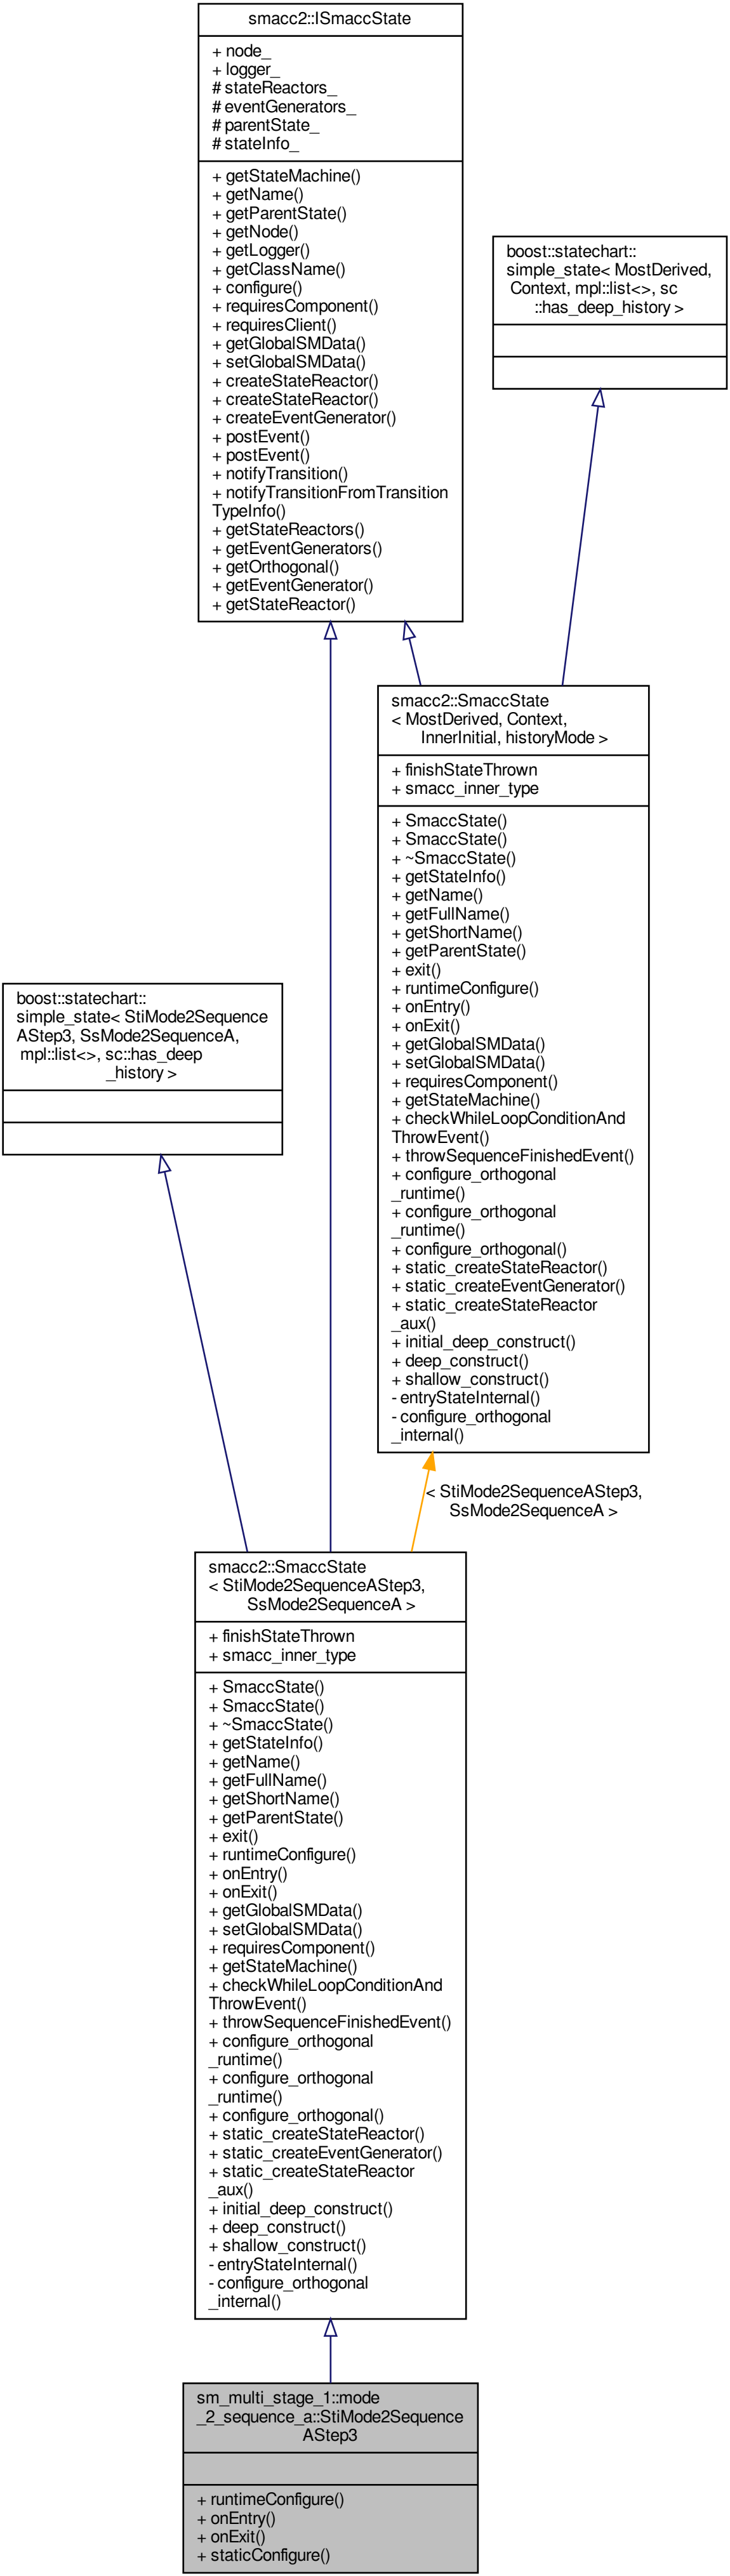 smacc2::ISmaccState
+ node_
+ logger_
# stateReactors_
# eventGenerators_
# parentState_
# stateInfo_
+ getStateMachine()
+ getName()
+ getParentState()
+ getNode()
+ getLogger()
+ getClassName()
+ configure()
+ requiresComponent()
+ requiresClient()
+ getGlobalSMData()
+ setGlobalSMData()
+ createStateReactor()
+ createStateReactor()
+ createEventGenerator()
+ postEvent()
+ postEvent()
+ notifyTransition()
+ notifyTransitionFromTransition
TypeInfo()
+ getStateReactors()
+ getEventGenerators()
+ getOrthogonal()
+ getEventGenerator()
+ getStateReactor()
boost::statechart::
simple_state< MostDerived,
Context, mpl::list<>, sc
::has_deep_history >
smacc2::SmaccState
< MostDerived, Context,
InnerInitial, historyMode >
+ finishStateThrown
+ smacc_inner_type
+ SmaccState()
+ SmaccState()
+ ~SmaccState()
+ getStateInfo()
+ getName()
+ getFullName()
+ getShortName()
+ getParentState()
+ exit()
+ runtimeConfigure()
+ onEntry()
+ onExit()
+ getGlobalSMData()
+ setGlobalSMData()
+ requiresComponent()
+ getStateMachine()
+ checkWhileLoopConditionAnd
ThrowEvent()
+ throwSequenceFinishedEvent()
+ configure_orthogonal
_runtime()
+ configure_orthogonal
_runtime()
+ configure_orthogonal()
+ static_createStateReactor()
+ static_createEventGenerator()
+ static_createStateReactor
_aux()
+ initial_deep_construct()
+ deep_construct()
+ shallow_construct()
- entryStateInternal()
- configure_orthogonal
_internal()
boost::statechart::
simple_state< StiMode2Sequence
AStep3, SsMode2SequenceA,
mpl::list<>, sc::has_deep
_history >
< StiMode2SequenceAStep3,
SsMode2SequenceA >
smacc2::SmaccState
< StiMode2SequenceAStep3,
SsMode2SequenceA >
+ finishStateThrown
+ smacc_inner_type
+ SmaccState()
+ SmaccState()
+ ~SmaccState()
+ getStateInfo()
+ getName()
+ getFullName()
+ getShortName()
+ getParentState()
+ exit()
+ runtimeConfigure()
+ onEntry()
+ onExit()
+ getGlobalSMData()
+ setGlobalSMData()
+ requiresComponent()
+ getStateMachine()
+ checkWhileLoopConditionAnd
ThrowEvent()
+ throwSequenceFinishedEvent()
+ configure_orthogonal
_runtime()
+ configure_orthogonal
_runtime()
+ configure_orthogonal()
+ static_createStateReactor()
+ static_createEventGenerator()
+ static_createStateReactor
_aux()
+ initial_deep_construct()
+ deep_construct()
+ shallow_construct()
- entryStateInternal()
- configure_orthogonal
_internal()
sm_multi_stage_1::mode
_2_sequence_a::StiMode2Sequence
AStep3
+ runtimeConfigure()
+ onEntry()
+ onExit()
+ staticConfigure()